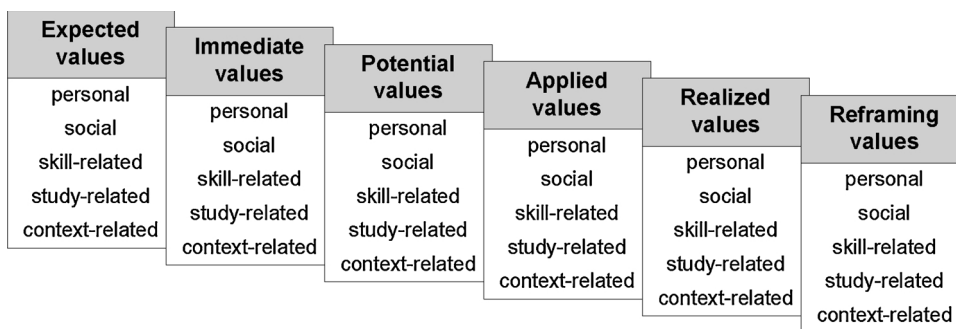 Expected
values
personal
social
skill-related
study-related
context-related
Immediate
values
personal
social
skill-related
study-related
context-related
Potential
values
personal
social
skill-related
study-related
context-related
Applied
values
personal
social
skill-related
study-related
context-related
Realized
values
personal
social
skill-related
study-related
context-related
Reframing
values
personal
social
skill-related
study-related
context-related